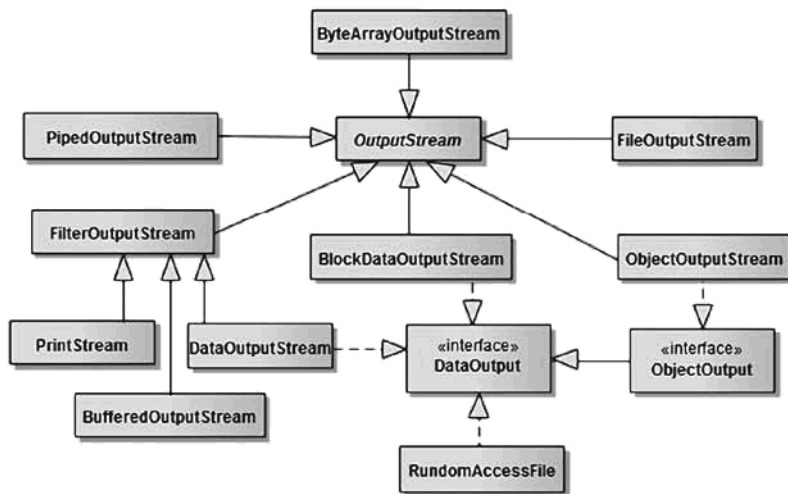 ByteArrayOutputStream
PipedOutputStream
OutputStream
FileOutputStream
FilterOutputStream
BlockDataOutputStream
ObjectOutputStream
PrintStream
DataOutputStream
«interface»
DataOutput
«interface»
ObjectOutput
BufferedOutputStream
RundomAccessFile